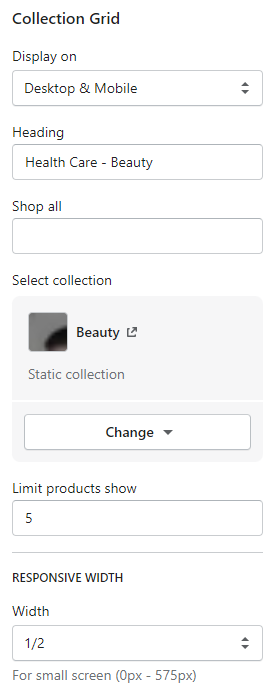 Collection Grid
Display on
Desktop & Mobile
Heading
Health Care - Beauty
Shop all
Select collection
Beauty
Static collection
Change
Limit products show
5
RESPONSIVE WIDTH
Width
1/2
For small screen (0px - 575px)